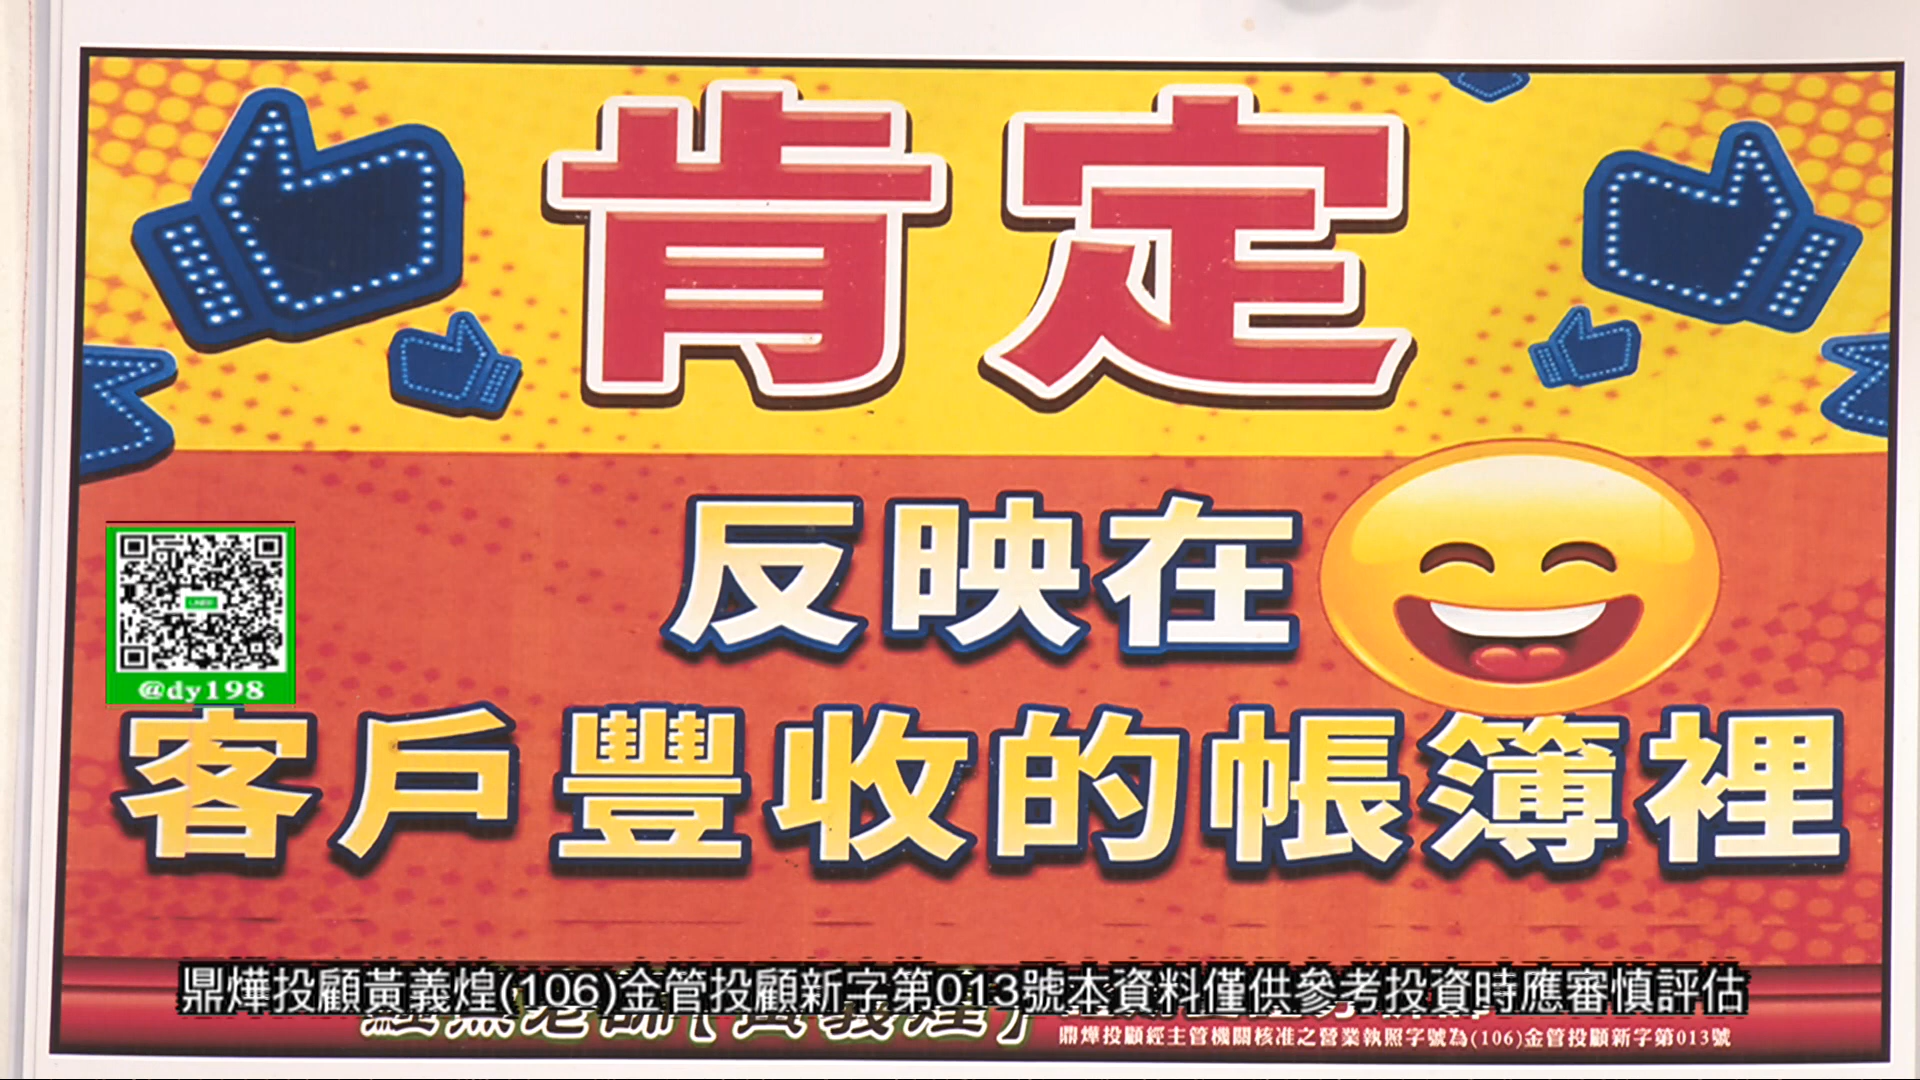 肯定
反映在
@dy198
客戶豐收的帳簿裡
鼎燁投顧黃義煌(106)金管投顧新字第013號本資料僅供參考投資時應審慎評估
鼎燁投顧經主管機關核准之營業執照字號為(106)金管投顧新字第013號